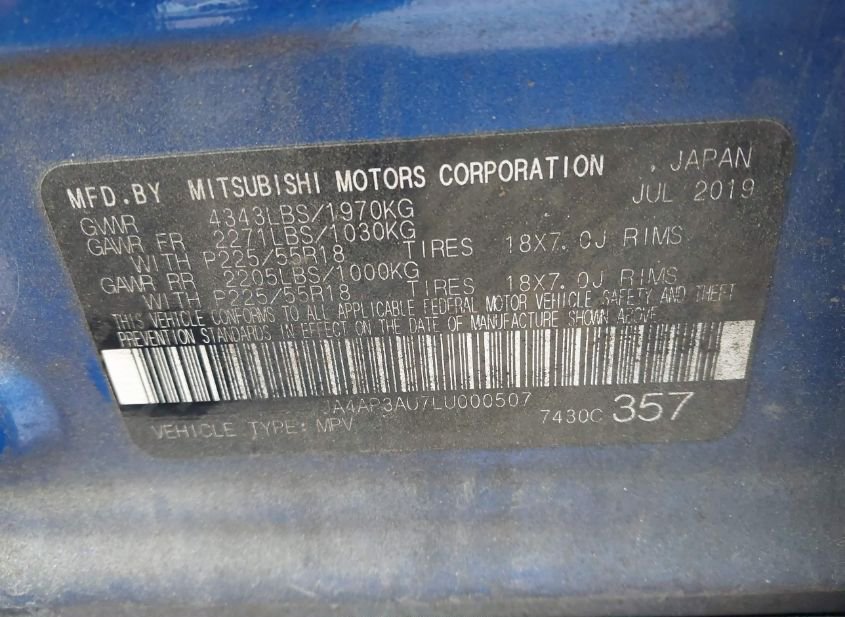 MFD.BY MITSUBISHI MOTORS CORPORATION , JAPAN
JUL 2019
GVWR 4343LBS/1970KG
GAWR FR 2271LBS/1030KG
WITH P225/55R18 TIRES 18X7.0J RIMS
GAWR RR 2205LBS/1000KG
WITH P225/55R18 TIRES 18X7.0J RIMS
THIS VEHICLE CONFORMS TO ALL APPLICABLE FEDERAL MOTOR VEHICLE SAFETY AND THEFT
PREVENTION STANDARDS IN EFFECT ON THE DATE OF MANUFACTURE SHOWN ABOVE.
JA4AP3AU7LU000507
VEHICLE TYPE: MPV 7430C 357